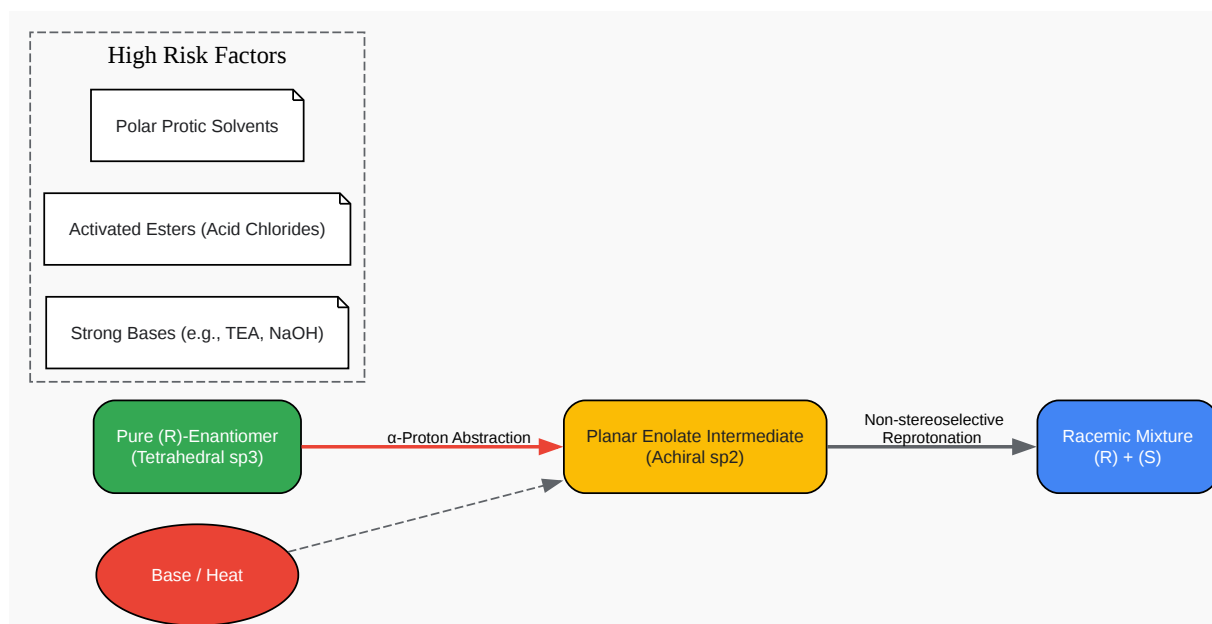 High Risk Factors
Polar Protic Solvents
Activated Esters (Acid Chlorides)
Strong Bases (e.g., TEA, NaOH)
Pure (R)-Enantiomer
(Tetrahedral sp3)
α-Proton Abstraction
Planar Enolate Intermediate
(Achiral sp2)
Non-stereoselective
Reprotonation
Racemic Mixture
(R) + (S)
Base / Heat